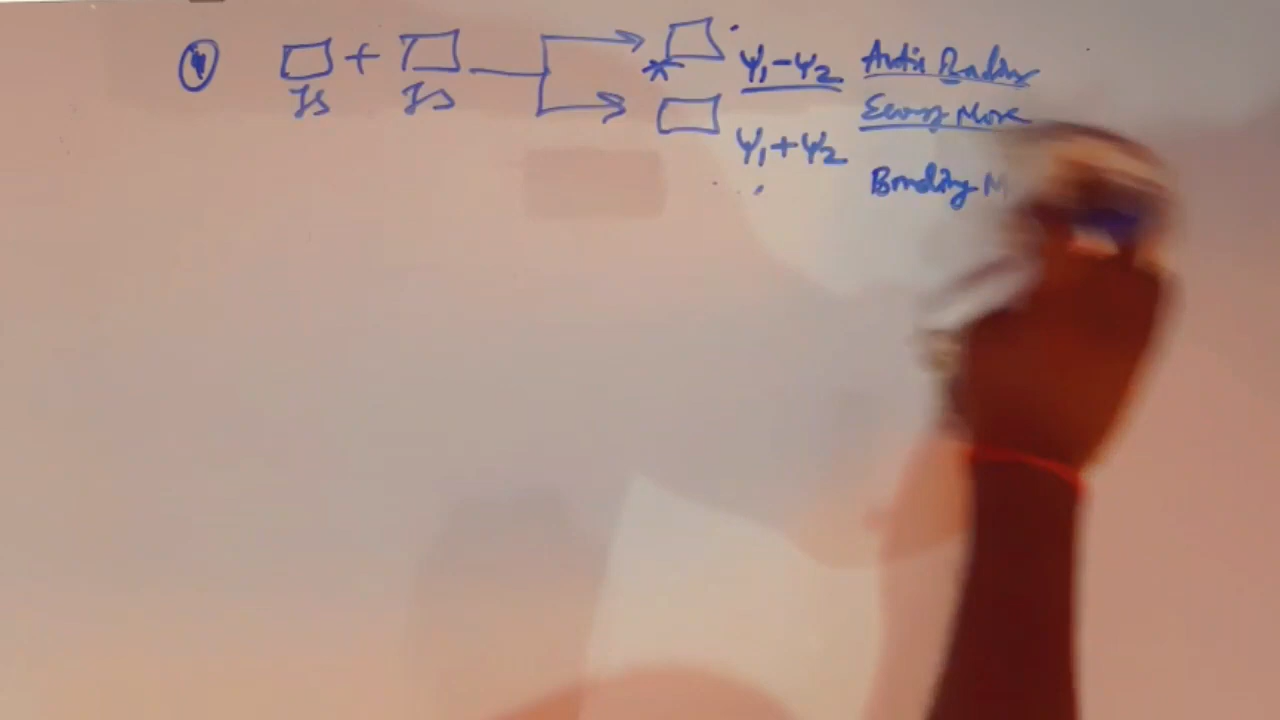 4 □ + □ ψ₁-ψ₂ Anti Bonding
1s 1s * □ Energy More
□ ψ₁+ψ₂
Bonding M